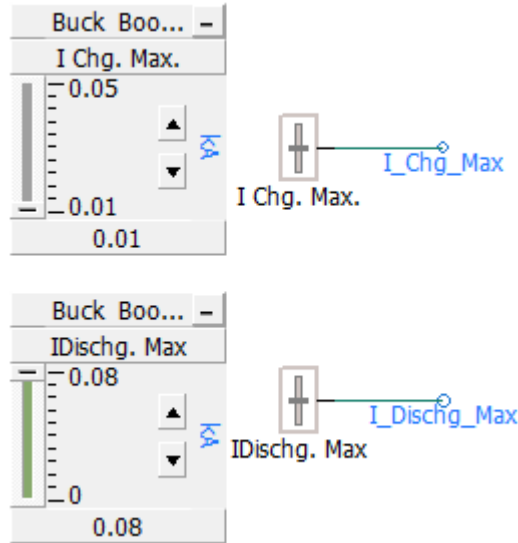 Buck Boo... –
I Chg. Max.
0.05
kA
0.01
0.01
I Chg. Max.
I_Chg_Max
Buck Boo... –
IDischg. Max
0.08
kA
0
0.08
IDischg. Max
I_Dischg_Max